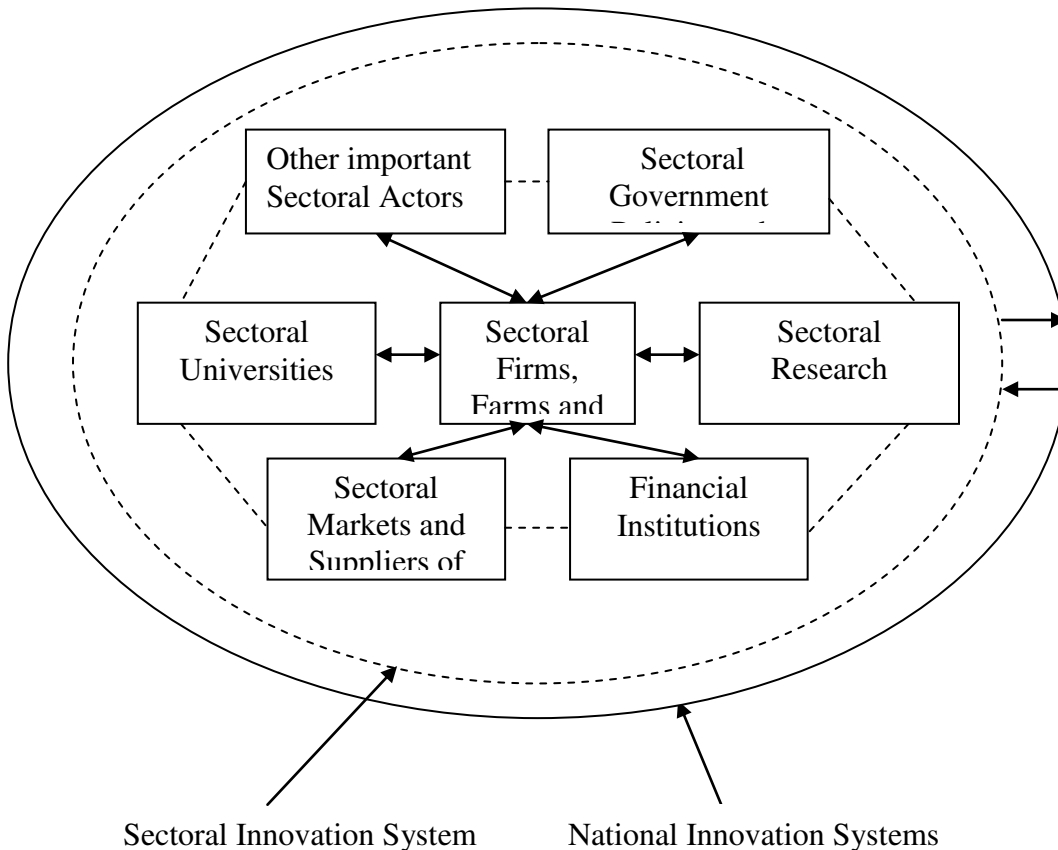 Other important
Sectoral Actors
Sectoral
Government
Sectoral
Universities
Sectoral
Firms,
Farms and
Sectoral
Research
Sectoral
Markets and
Suppliers of
Financial
Institutions
Sectoral Innovation System
National Innovation Systems